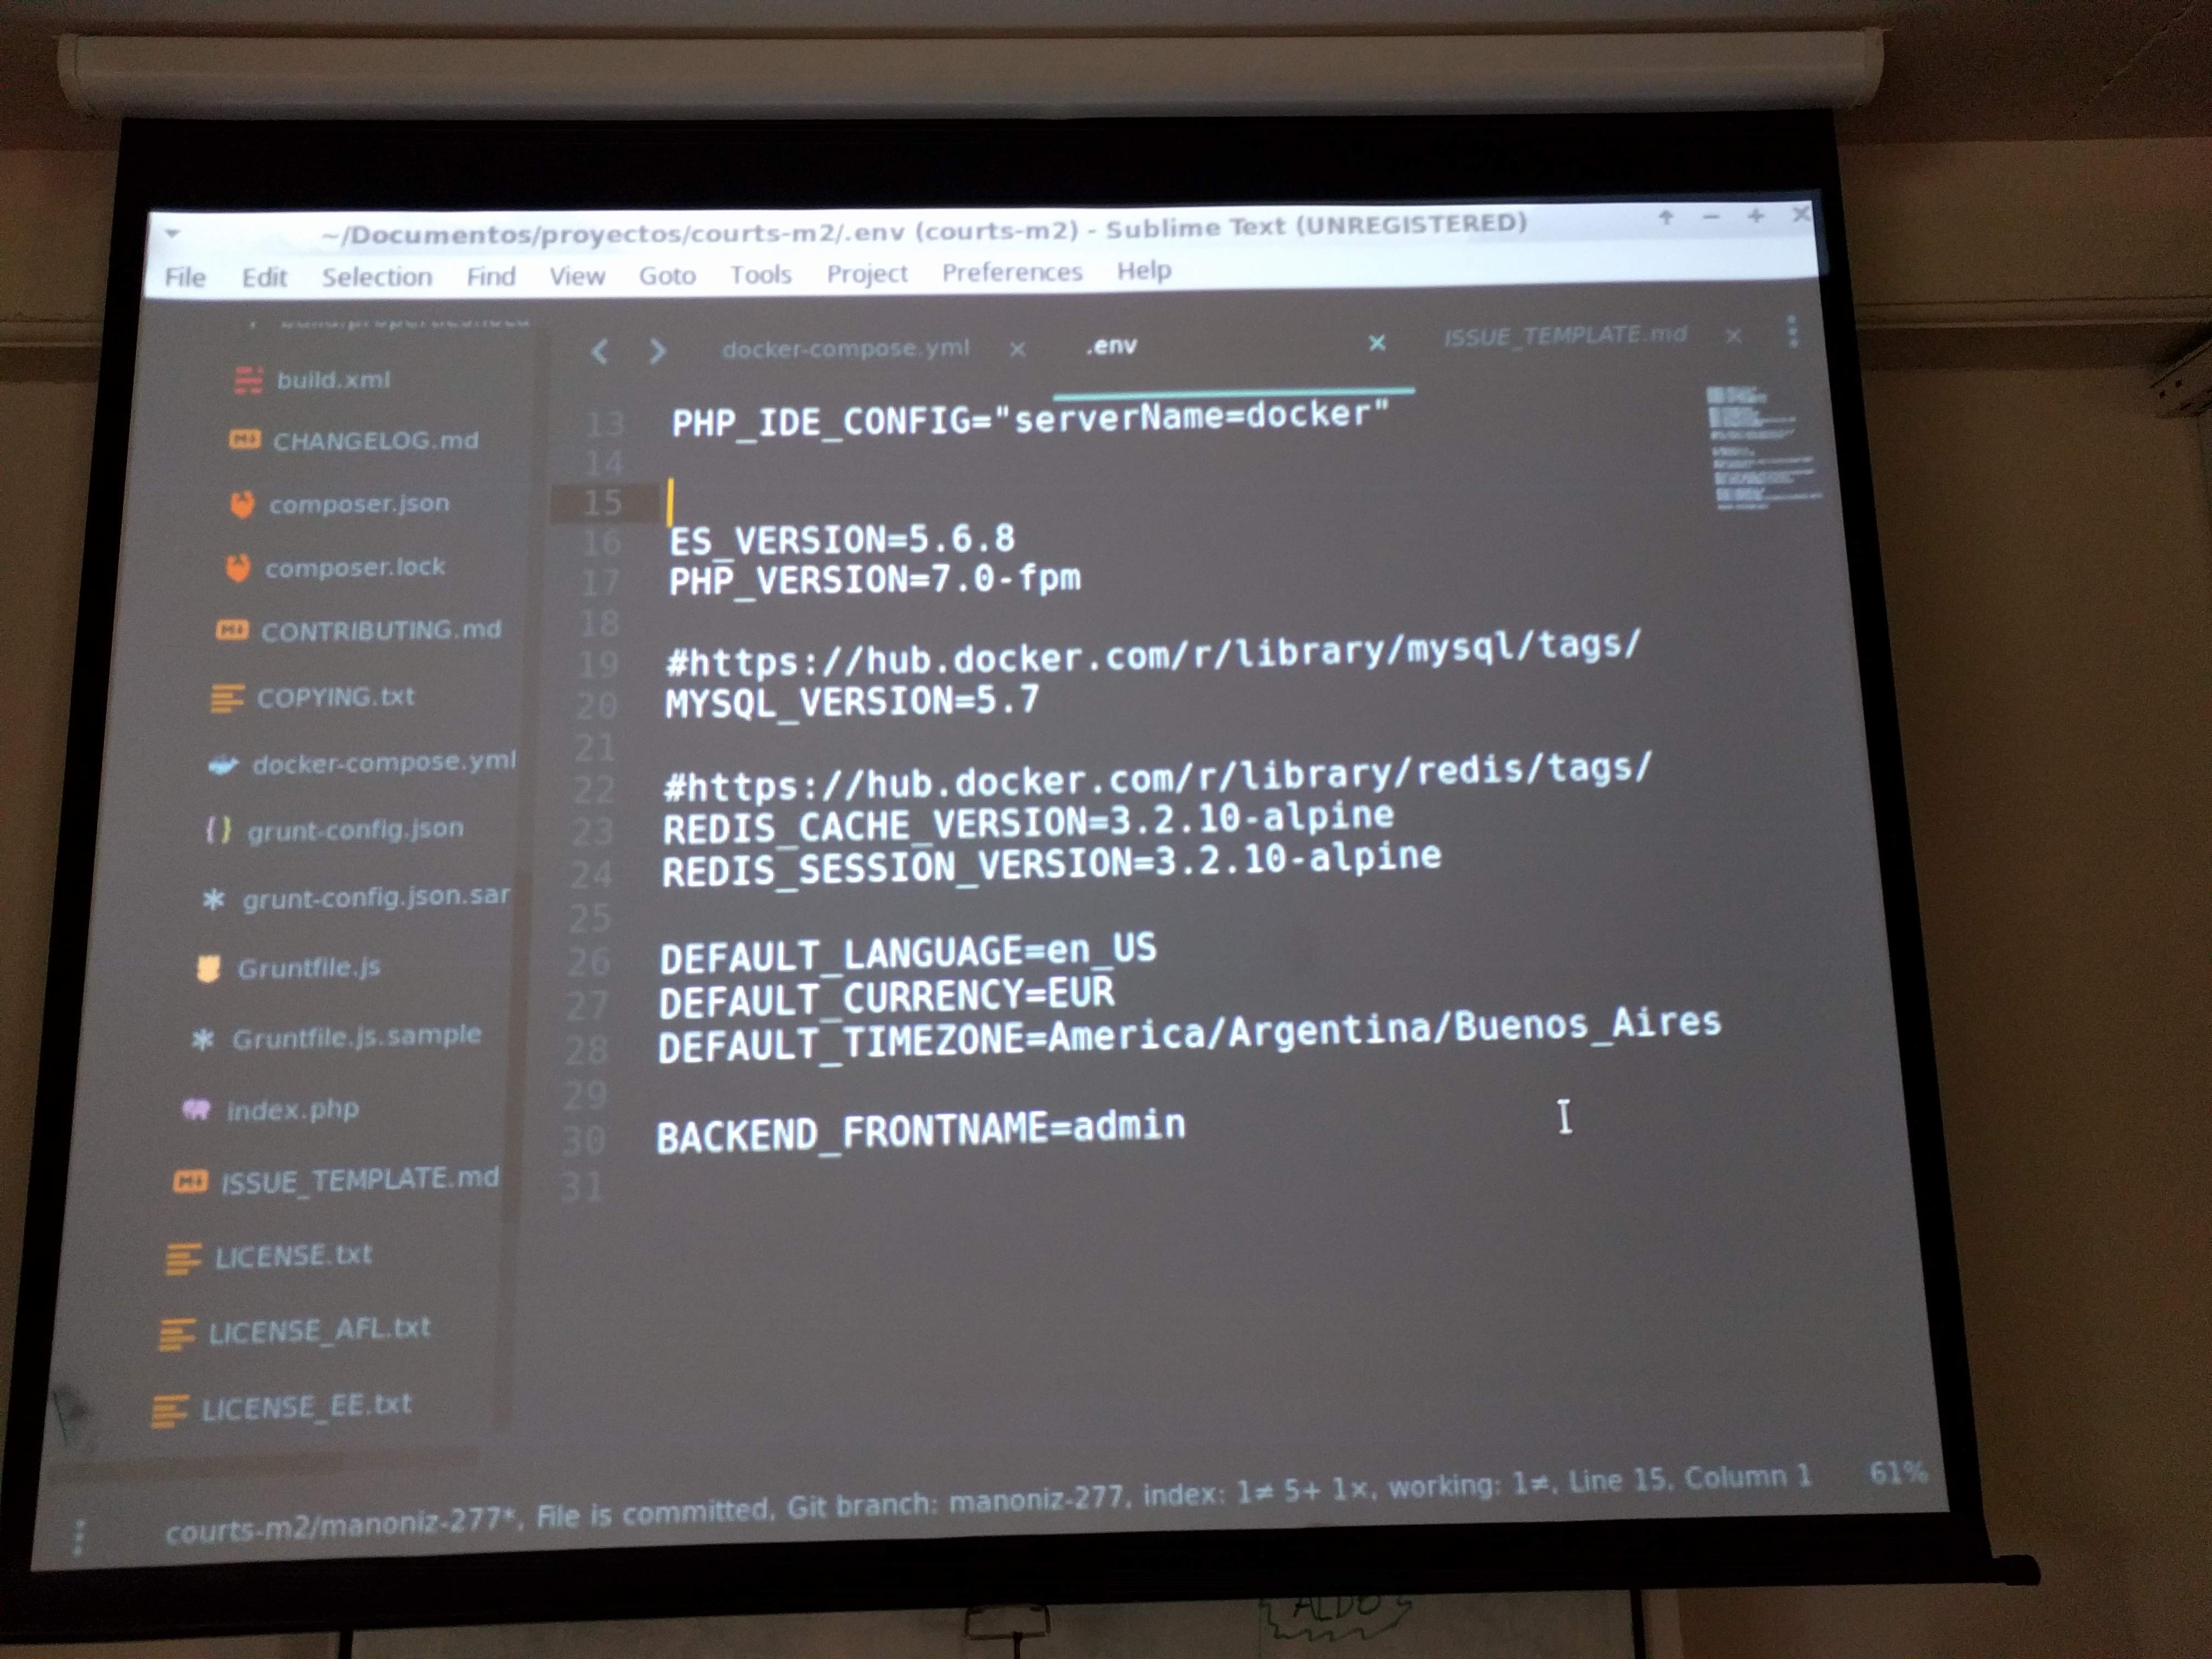 ~/Documentos/proyectos/courts-m2/.env (courts-m2) - Sublime Text (UNREGISTERED)
File Edit Selection Find View Goto Tools Project Preferences Help
build.xml
CHANGELOG.md
composer.json
composer.lock
CONTRIBUTING.md
COPYING.txt
docker-compose.yml
grunt-config.json
grunt-config.json.sar
Gruntfile.js
Gruntfile.js.sample
index.php
ISSUE_TEMPLATE.md
LICENSE.txt
LICENSE_AFL.txt
LICENSE_EE.txt
docker-compose.yml .env ISSUE_TEMPLATE.md
13 PHP_IDE_CONFIG="serverName=docker"
14
15
16 ES_VERSION=5.6.8
17 PHP_VERSION=7.0-fpm
18
19 #https://hub.docker.com/r/library/mysql/tags/
20 MYSQL_VERSION=5.7
21
22 #https://hub.docker.com/r/library/redis/tags/
23 REDIS_CACHE_VERSION=3.2.10-alpine
24 REDIS_SESSION_VERSION=3.2.10-alpine
25
26 DEFAULT_LANGUAGE=en_US
27 DEFAULT_CURRENCY=EUR
28 DEFAULT_TIMEZONE=America/Argentina/Buenos_Aires
29
30 BACKEND_FRONTNAME=admin
31
courts-m2/manoniz-277*, File is committed, Git branch: manoniz-277, index: 1≠ 5+ 1×, working: 1≠, Line 15, Column 1 61%
ALDO